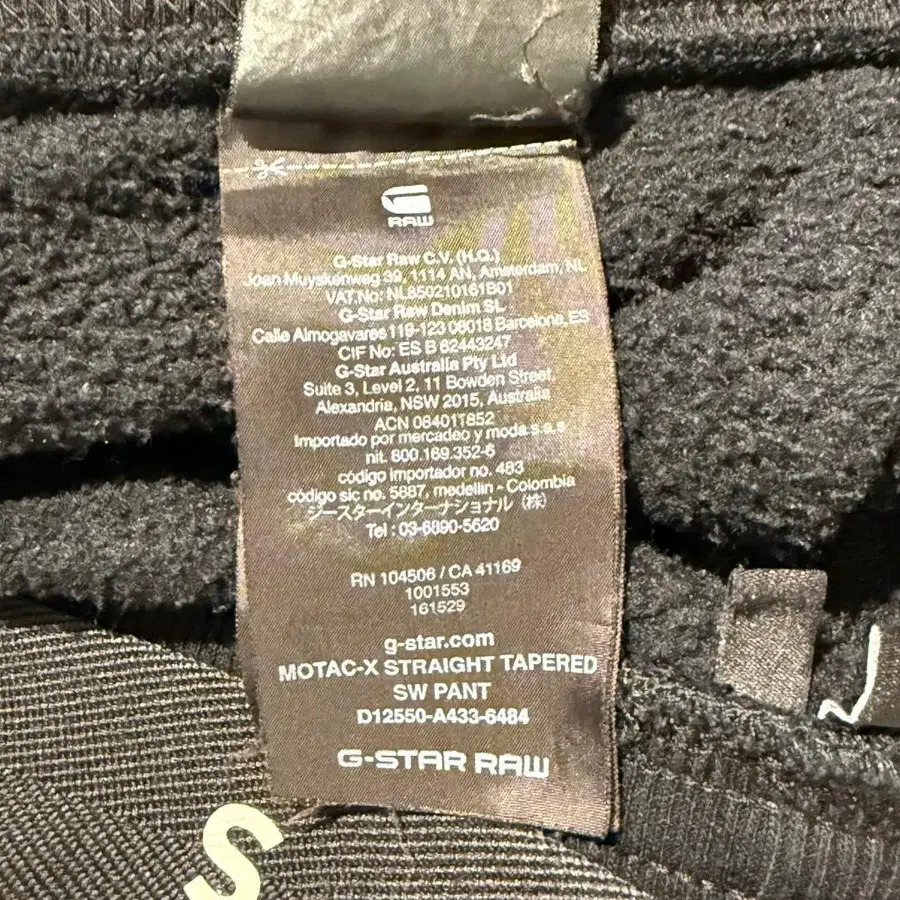 RAW
G-Star Raw C.V. (H.Q.)
Joan Muyskenweg 39, 1114 AN, Amsterdam, NL
VAT.No: NL850210161B01
G-Star Raw Denim SL
Calle Almogavares 119-123 08018 Barcelona, ES
CIF No: ES B 62443247
G-Star Australia Pty Ltd
Suite 3, Level 2, 11 Bowden Street
Alexandria, NSW 2015, Australia
ACN 084011852
Importado por mercadeo y moda s.a.s
nit. 800.169.352-6
código importador no. 483
código sic no. 5887, medellin - Colombia
ジースターインターナショナル (株)
Tel : 03-6890-5620
RN 104506 / CA 41169
1001553
161529
g-star.com
MOTAC-X STRAIGHT TAPERED
SW PANT
D12550-A433-6484
G-STAR RAW
S